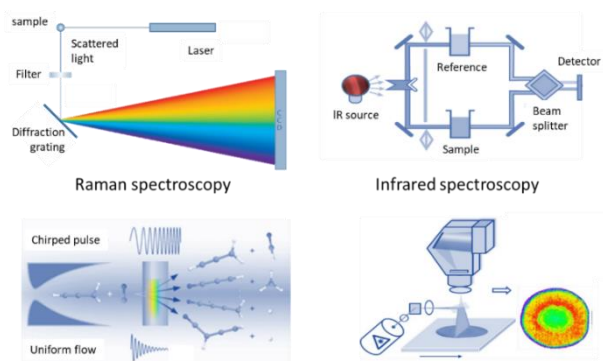 sample
Scattered
light
Laser
Filter
Diffraction
grating
Raman spectroscopy
Reference
Detector
IR source
Beam
splitter
Sample
Infrared spectroscopy
Chirped pulse
Uniform flow